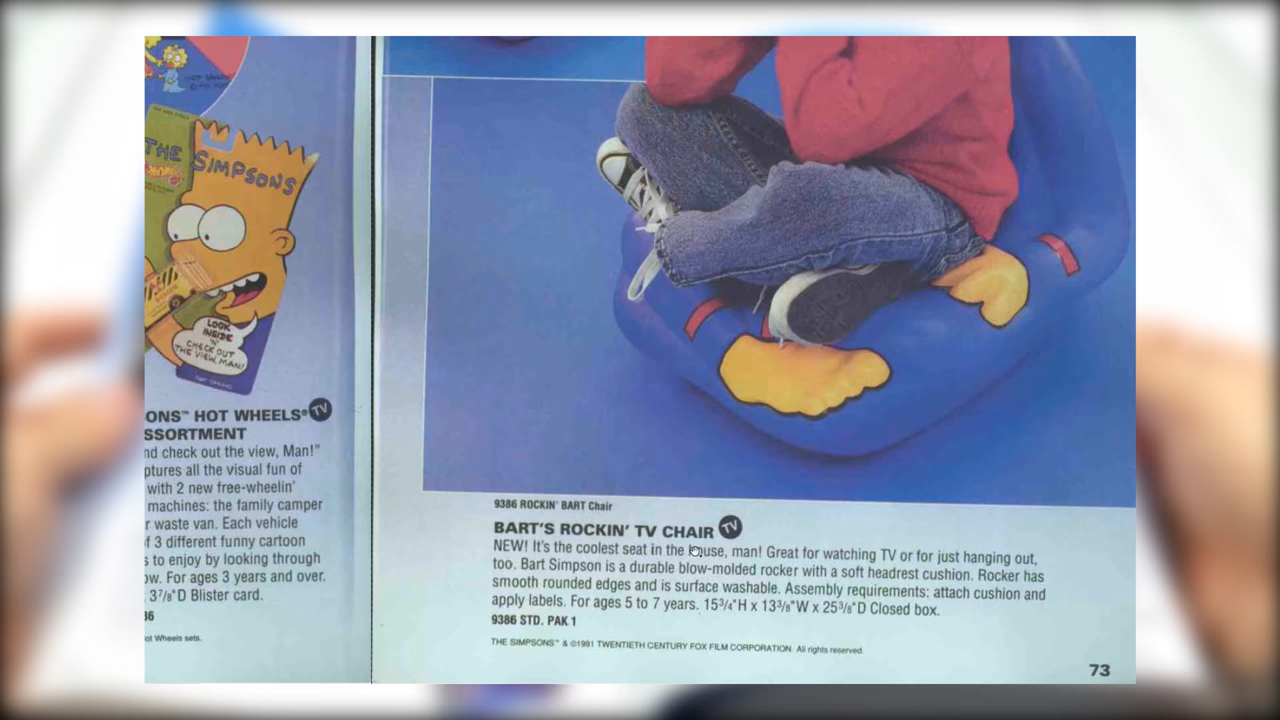 THE
SIMPSONS
LOOK
INSIDE
'N'
CHECK OUT
THE VIEW, MAN!
ONS™ HOT WHEELS® TV
SSORTMENT
nd check out the view, Man!"
ptures all the visual fun of
with 2 new free-wheelin'
machines: the family camper
r waste van. Each vehicle
of 3 different funny cartoon
s to enjoy by looking through
ow. For ages 3 years and over.
3⅞"D Blister card.
86
ot Wheels sets.
9386 ROCKIN' BART Chair
BART'S ROCKIN' TV CHAIR TV
NEW! It's the coolest seat in the house, man! Great for watching TV or for just hanging out,
too. Bart Simpson is a durable blow-molded rocker with a soft headrest cushion. Rocker has
smooth rounded edges and is surface washable. Assembly requirements: attach cushion and
apply labels. For ages 5 to 7 years. 15¾"H x 13⅜"W x 25⅜"D Closed box.
9386 STD. PAK 1
THE SIMPSONS™ & ©1991 TWENTIETH CENTURY FOX FILM CORPORATION. All rights reserved.
73